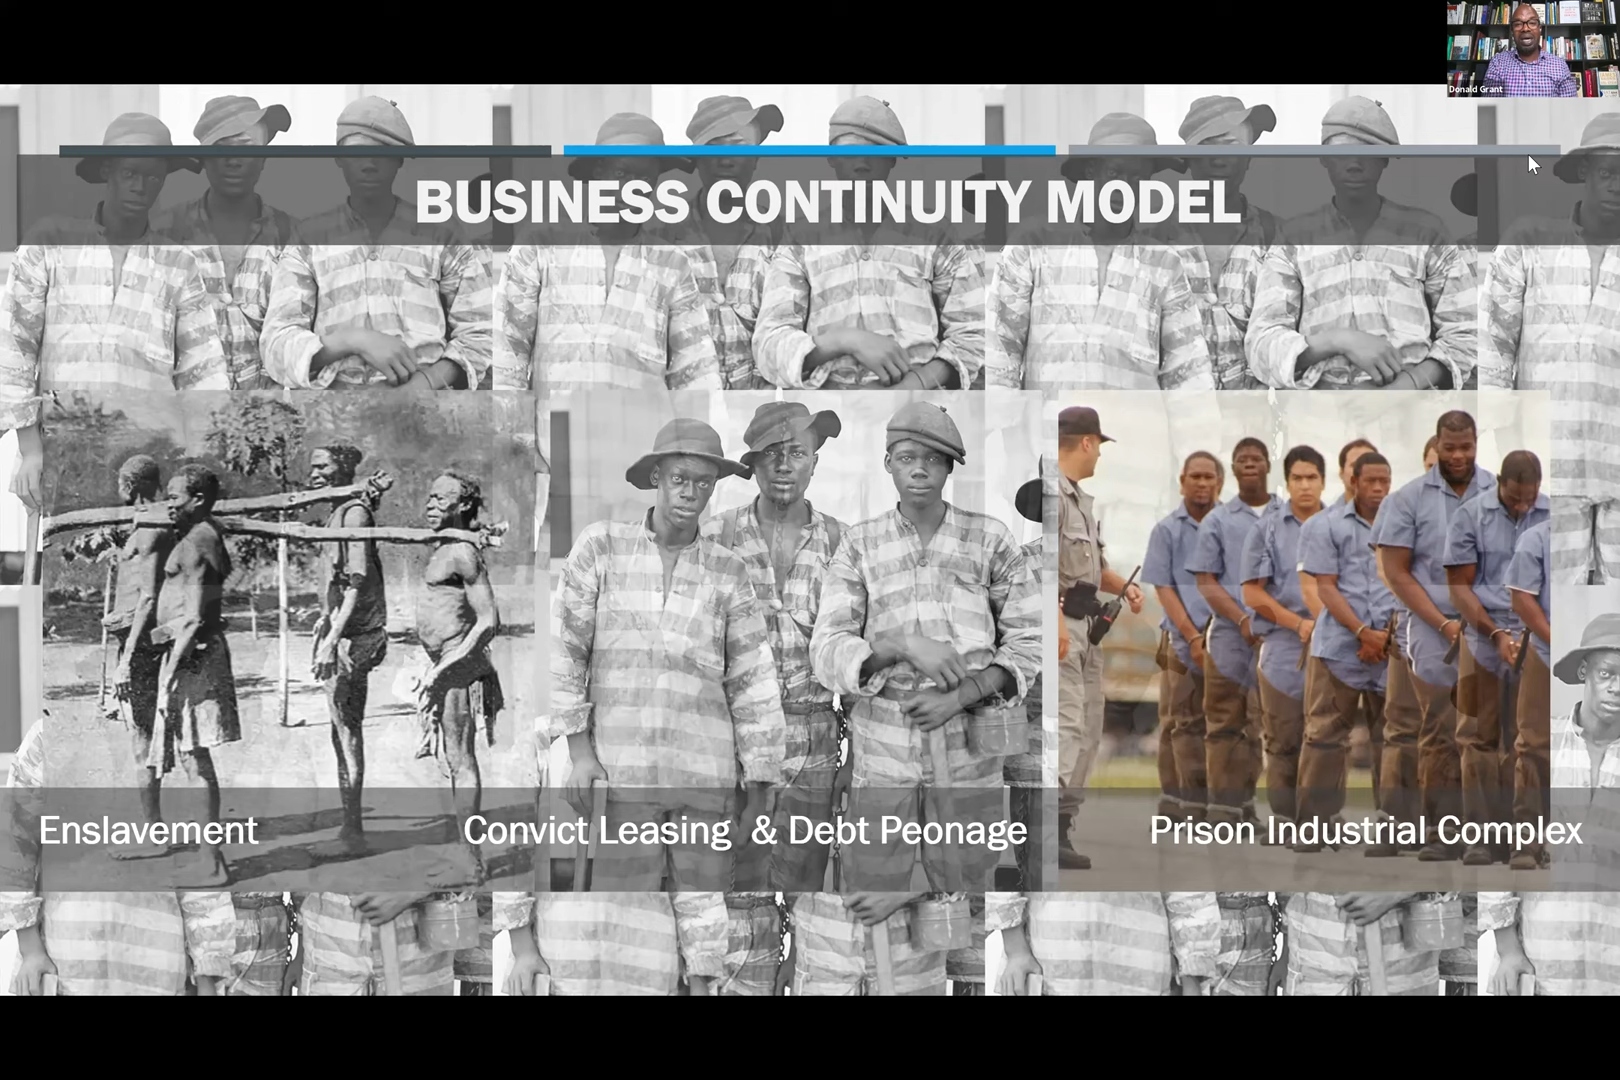 Donald Grant
BUSINESS CONTINUITY MODEL
Enslavement
Convict Leasing & Debt Peonage
Prison Industrial Complex